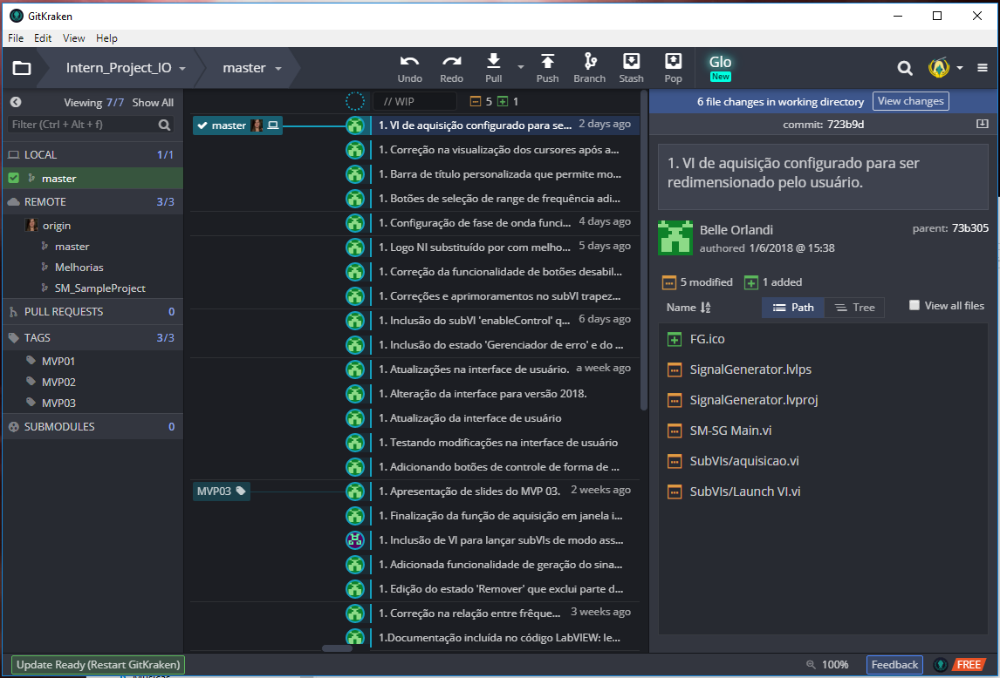 GitKraken
File Edit View Help
Intern_Project_IO master Undo Redo Pull Push Branch Stash Pop Glo New
Viewing 7/7 Show All
Filter (Ctrl + Alt + f)
LOCAL 1/1
master
REMOTE 3/3
origin
master
Melhorias
SM_SampleProject
PULL REQUESTS 0
TAGS 3/3
MVP01
MVP02
MVP03
SUBMODULES 0
// WIP 5 1
master 1. VI de aquisição configurado para se... 2 days ago
1. Correção na visualização dos cursores após a...
1. Barra de título personalizada que permite mo...
1. Botões de seleção de range de frequência adi...
1. Configuração de fase de onda funci... 4 days ago
1. Logo NI substituído por com melho... 5 days ago
1. Correção da funcionalidade de botões desabil...
1. Correções e aprimoramentos no subVI trapez...
1. Inclusão do subVI 'enableControl' q... 6 days ago
1. Inclusão do estado 'Gerenciador de erro' e do ...
1. Atualizações na interface de usuário. a week ago
1. Alteração da interface para versão 2018.
1. Atualização da interface de usuário
1. Testando modificações na interface de usuário
1. Adicionando botões de controle de forma de ...
MVP03 1. Apresentação de slides do MVP 03. 2 weeks ago
1. Finalização da função de aquisição em janela i...
1. Inclusão de VI para lançar subVIs de modo ass...
1. Adicionada funcionalidade de geração do sina...
1. Edição do estado 'Remover' que exclui parte d...
1. Correção na relação entre frêque... 3 weeks ago
1.Documentação incluída no código LabVIEW: le...
6 file changes in working directory View changes
commit: 723b9d
1. VI de aquisição configurado para ser
redimensionado pelo usuário.
Belle Orlandi parent: 73b305
authored 1/6/2018 @ 15:38
5 modified 1 added
Name Path Tree View all files
FG.ico
SignalGenerator.lvlps
SignalGenerator.lvproj
SM-SG Main.vi
SubVIs/aquisicao.vi
SubVIs/Launch VI.vi
Update Ready (Restart GitKraken) 100% Feedback FREE